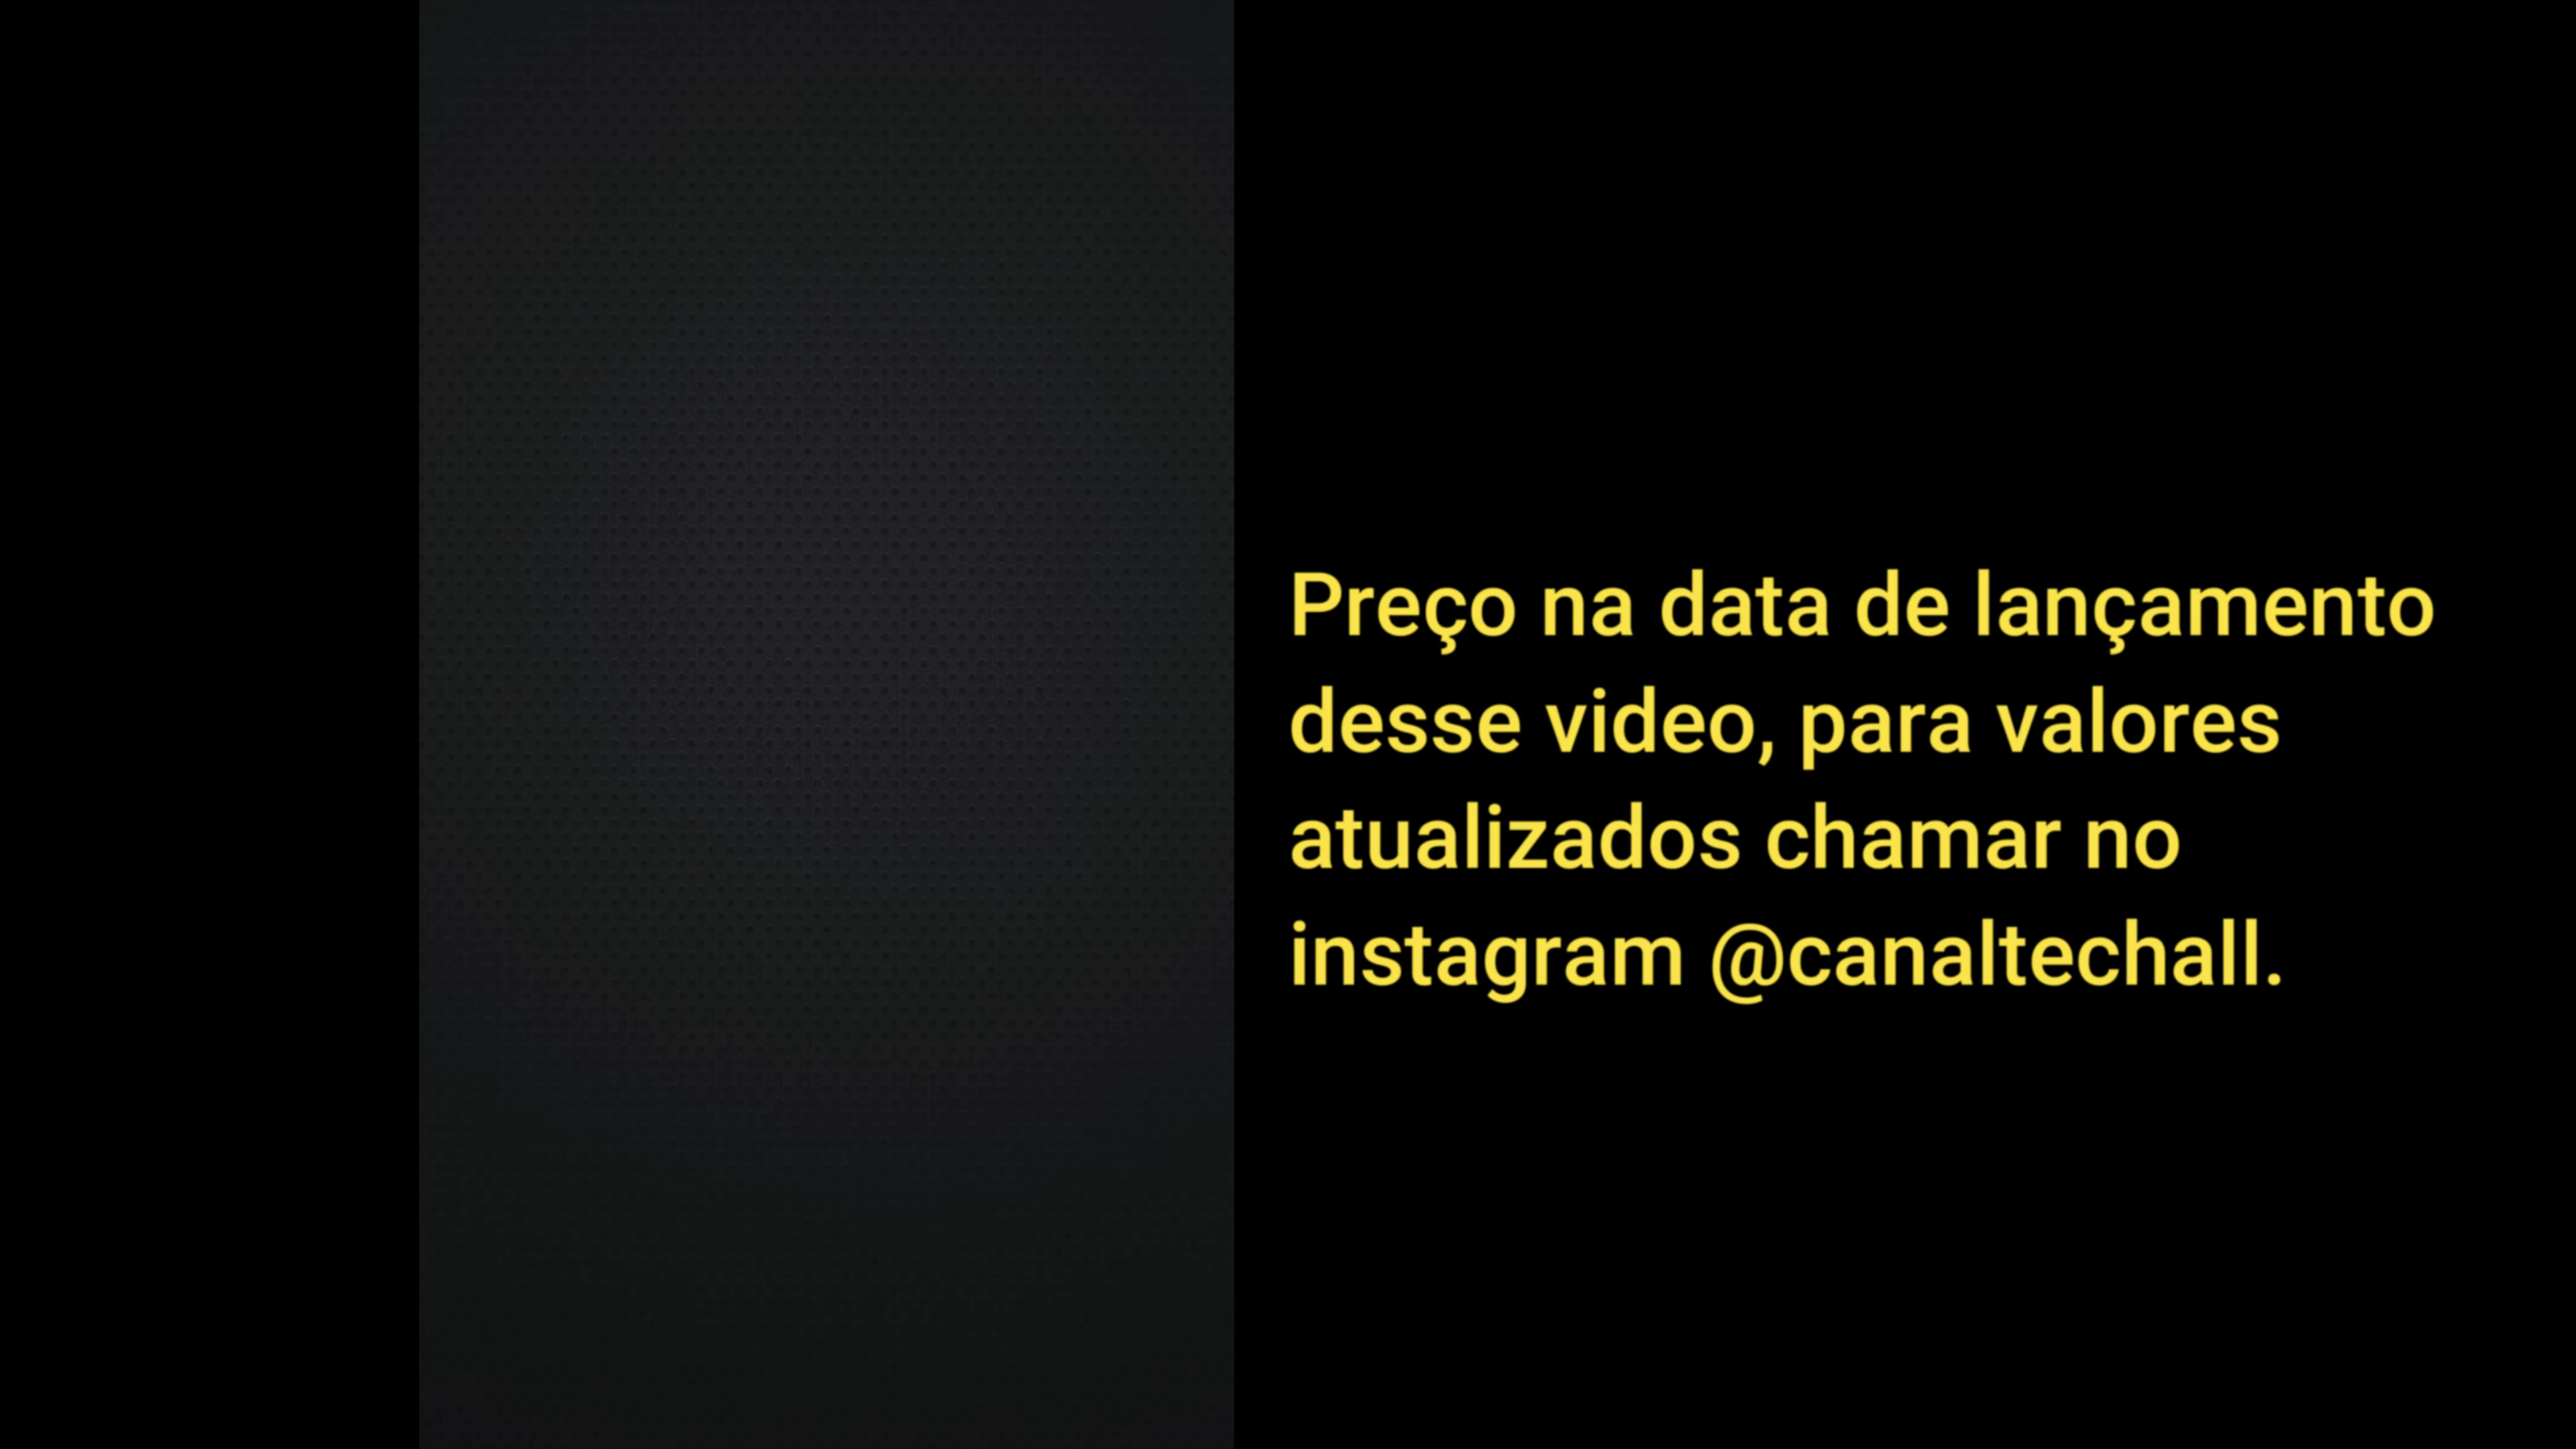 Preço na data de lançamento
desse video, para valores
atualizados chamar no
instagram @canaltechall.